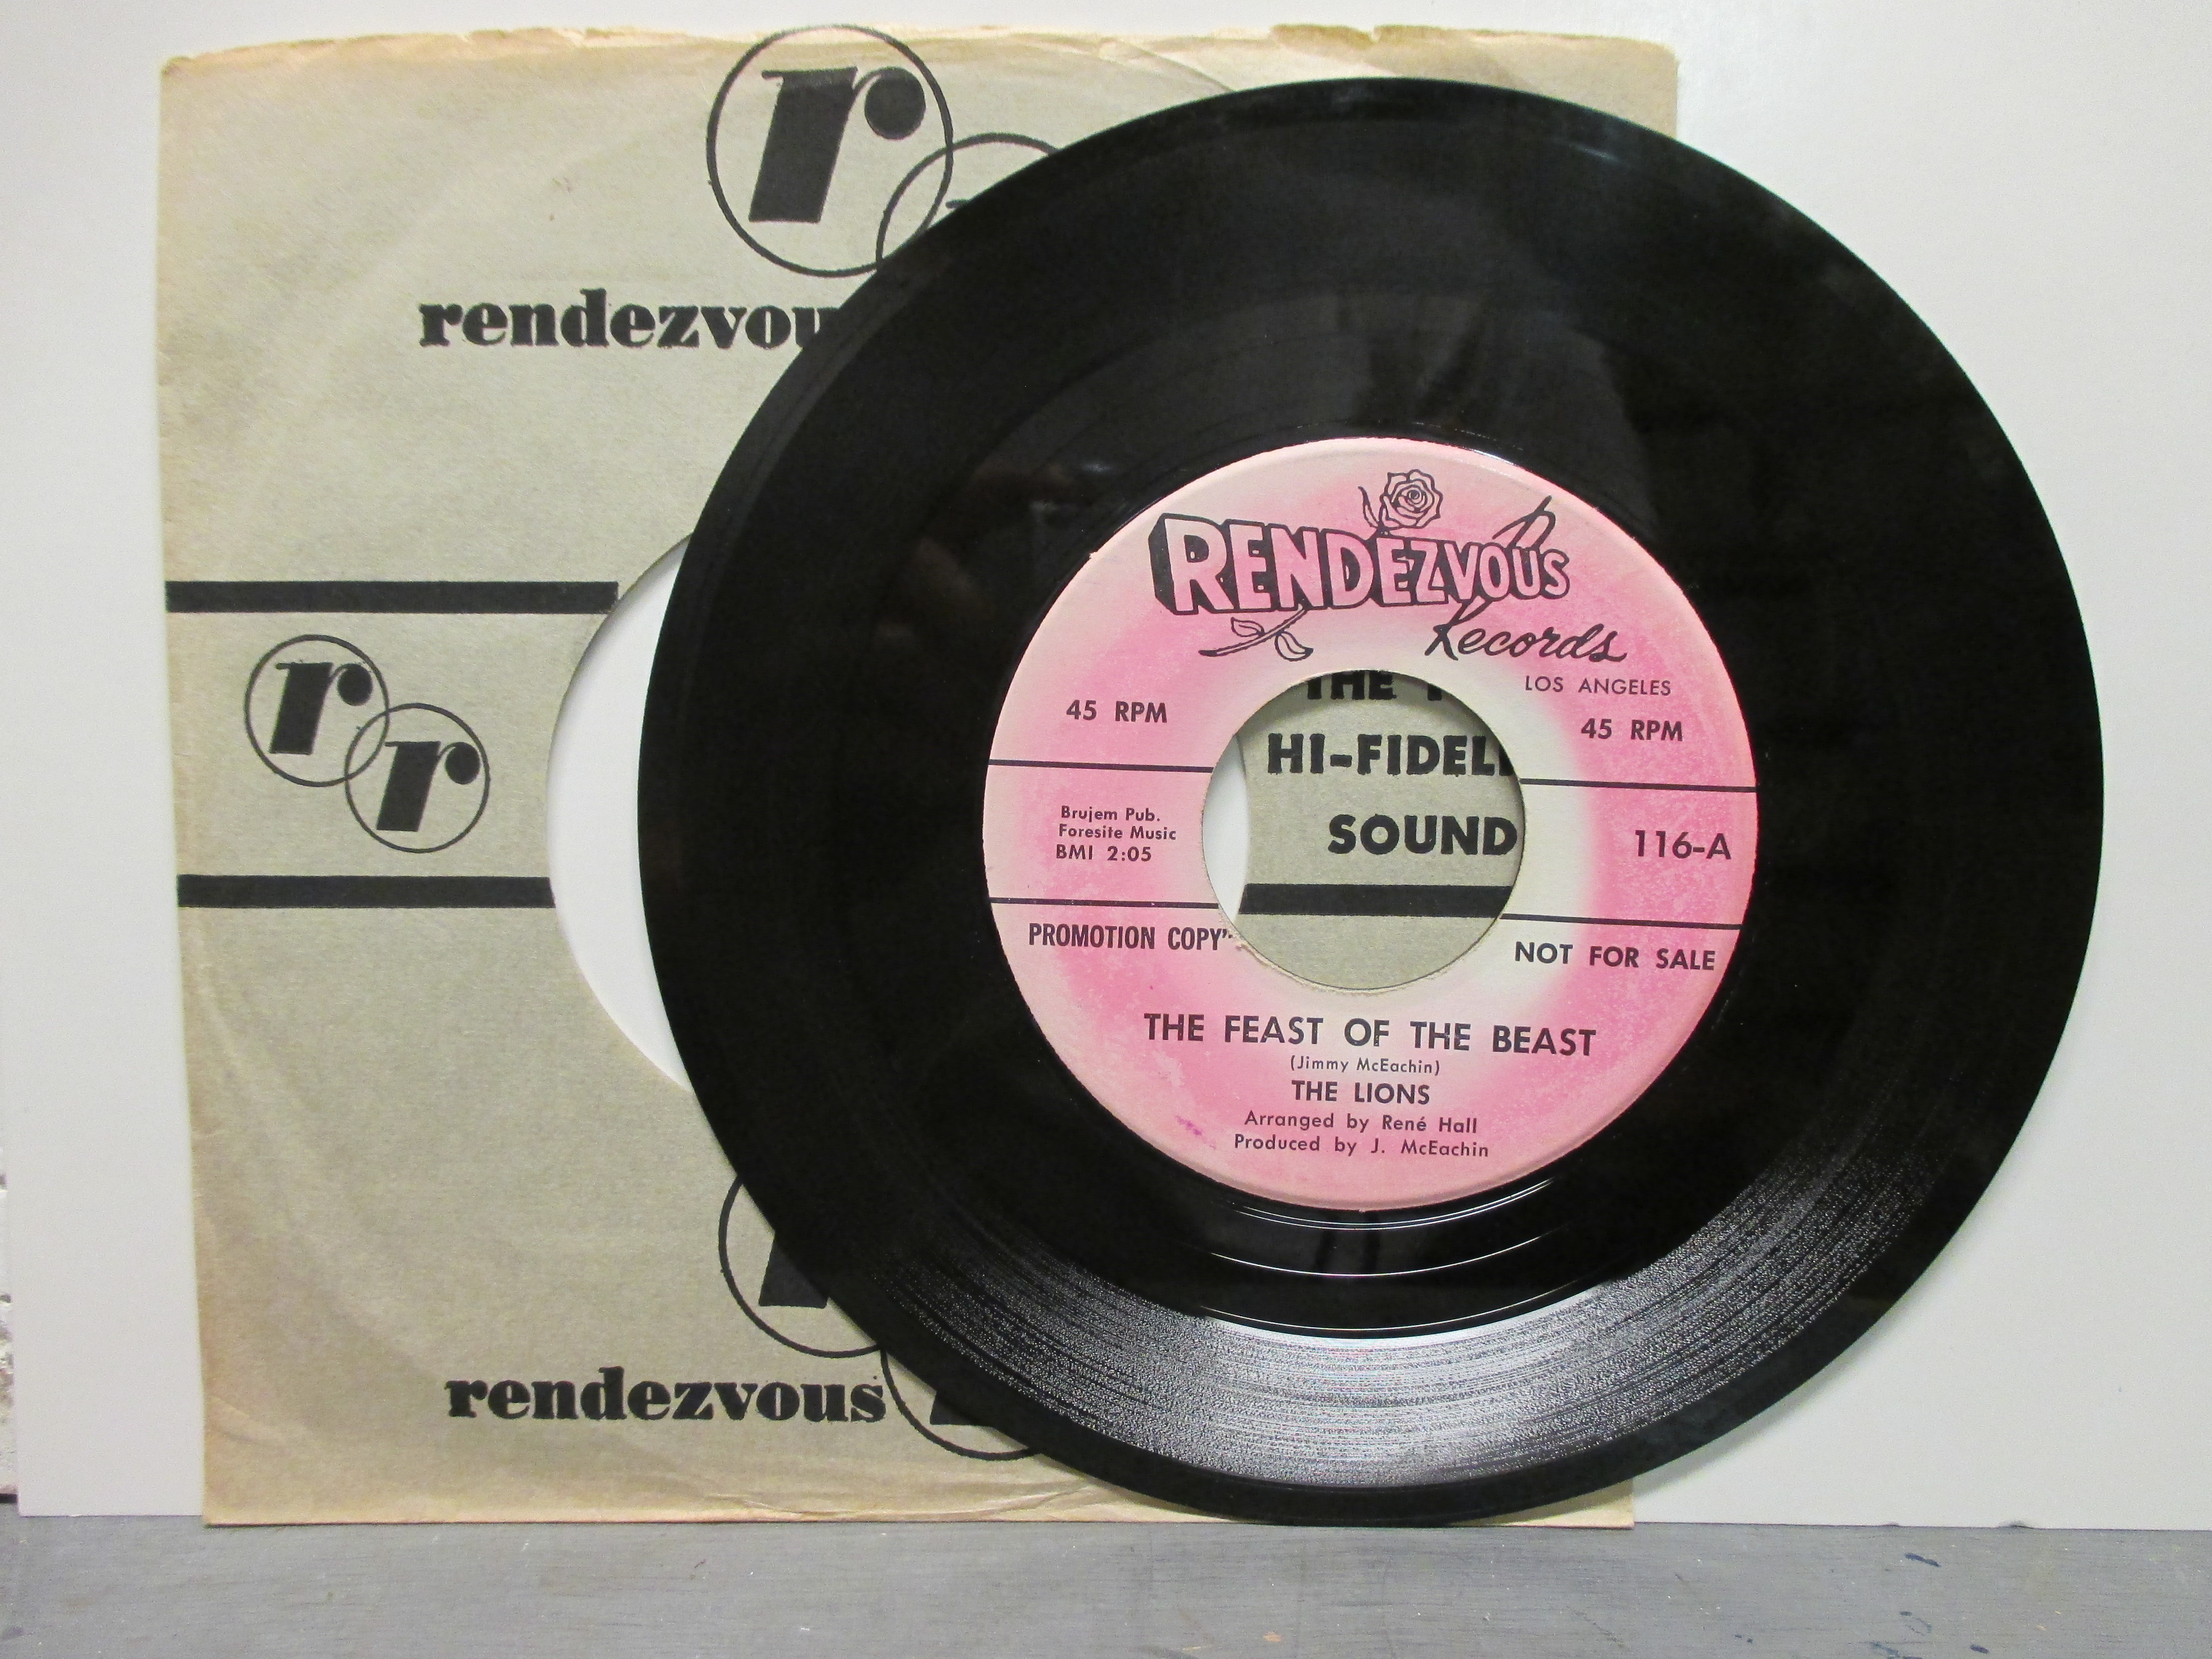 r
rendezvou
r r
rendezvous
RENDEZVOUS
Records
LOS ANGELES
45 RPM
45 RPM
THE
HI-FIDELI
SOUND
Brujem Pub.
Foresite Music
BMI 2:05
116-A
PROMOTION COPY"
NOT FOR SALE
THE FEAST OF THE BEAST
(Jimmy McEachin)
THE LIONS
Arranged by René Hall
Produced by J. McEachin